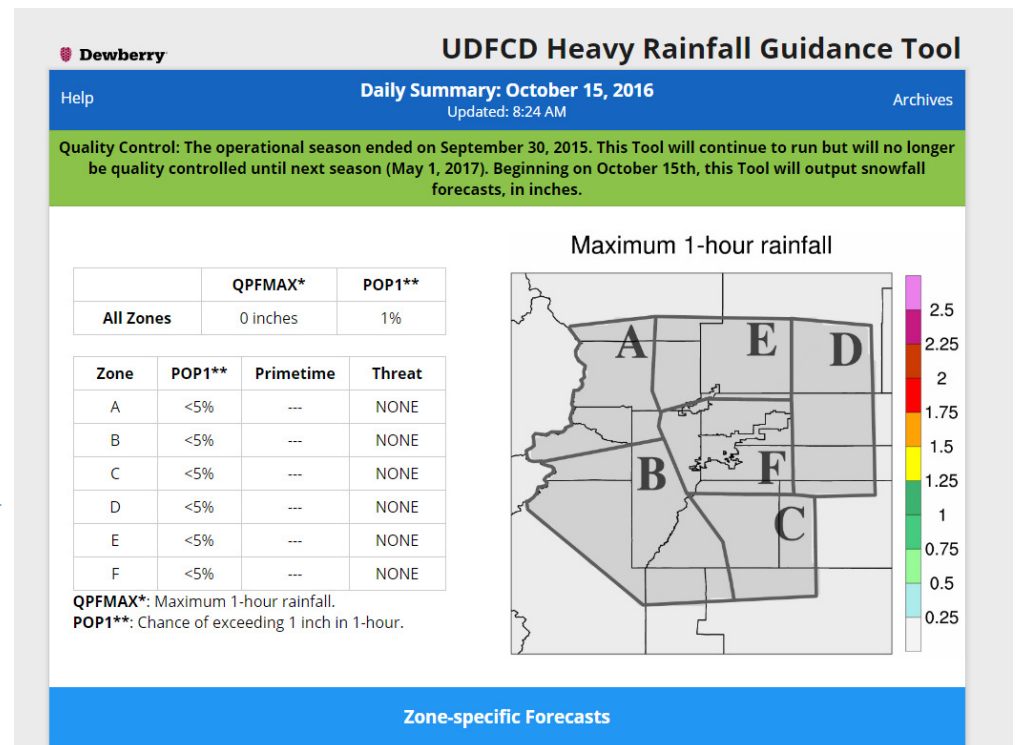 Dewberry
UDFCD Heavy Rainfall Guidance Tool
Help
Daily Summary: October 15, 2016
Updated: 8:24 AM
Archives
Quality Control: The operational season ended on September 30, 2015. This Tool will continue to run but will no longer
be quality controlled until next season (May 1, 2017). Beginning on October 15th, this Tool will output snowfall
forecasts, in inches.
QPFMAX* POP1**
All Zones 0 inches 1%
Zone POP1** Primetime Threat
A <5% --- NONE
B <5% --- NONE
C <5% --- NONE
D <5% --- NONE
E <5% --- NONE
F <5% --- NONE
QPFMAX*: Maximum 1-hour rainfall.
POP1**: Chance of exceeding 1 inch in 1-hour.
Maximum 1-hour rainfall
A
E
D
B
F
C
2.5
2.25
2
1.75
1.5
1.25
1
0.75
0.5
0.25
Zone-specific Forecasts